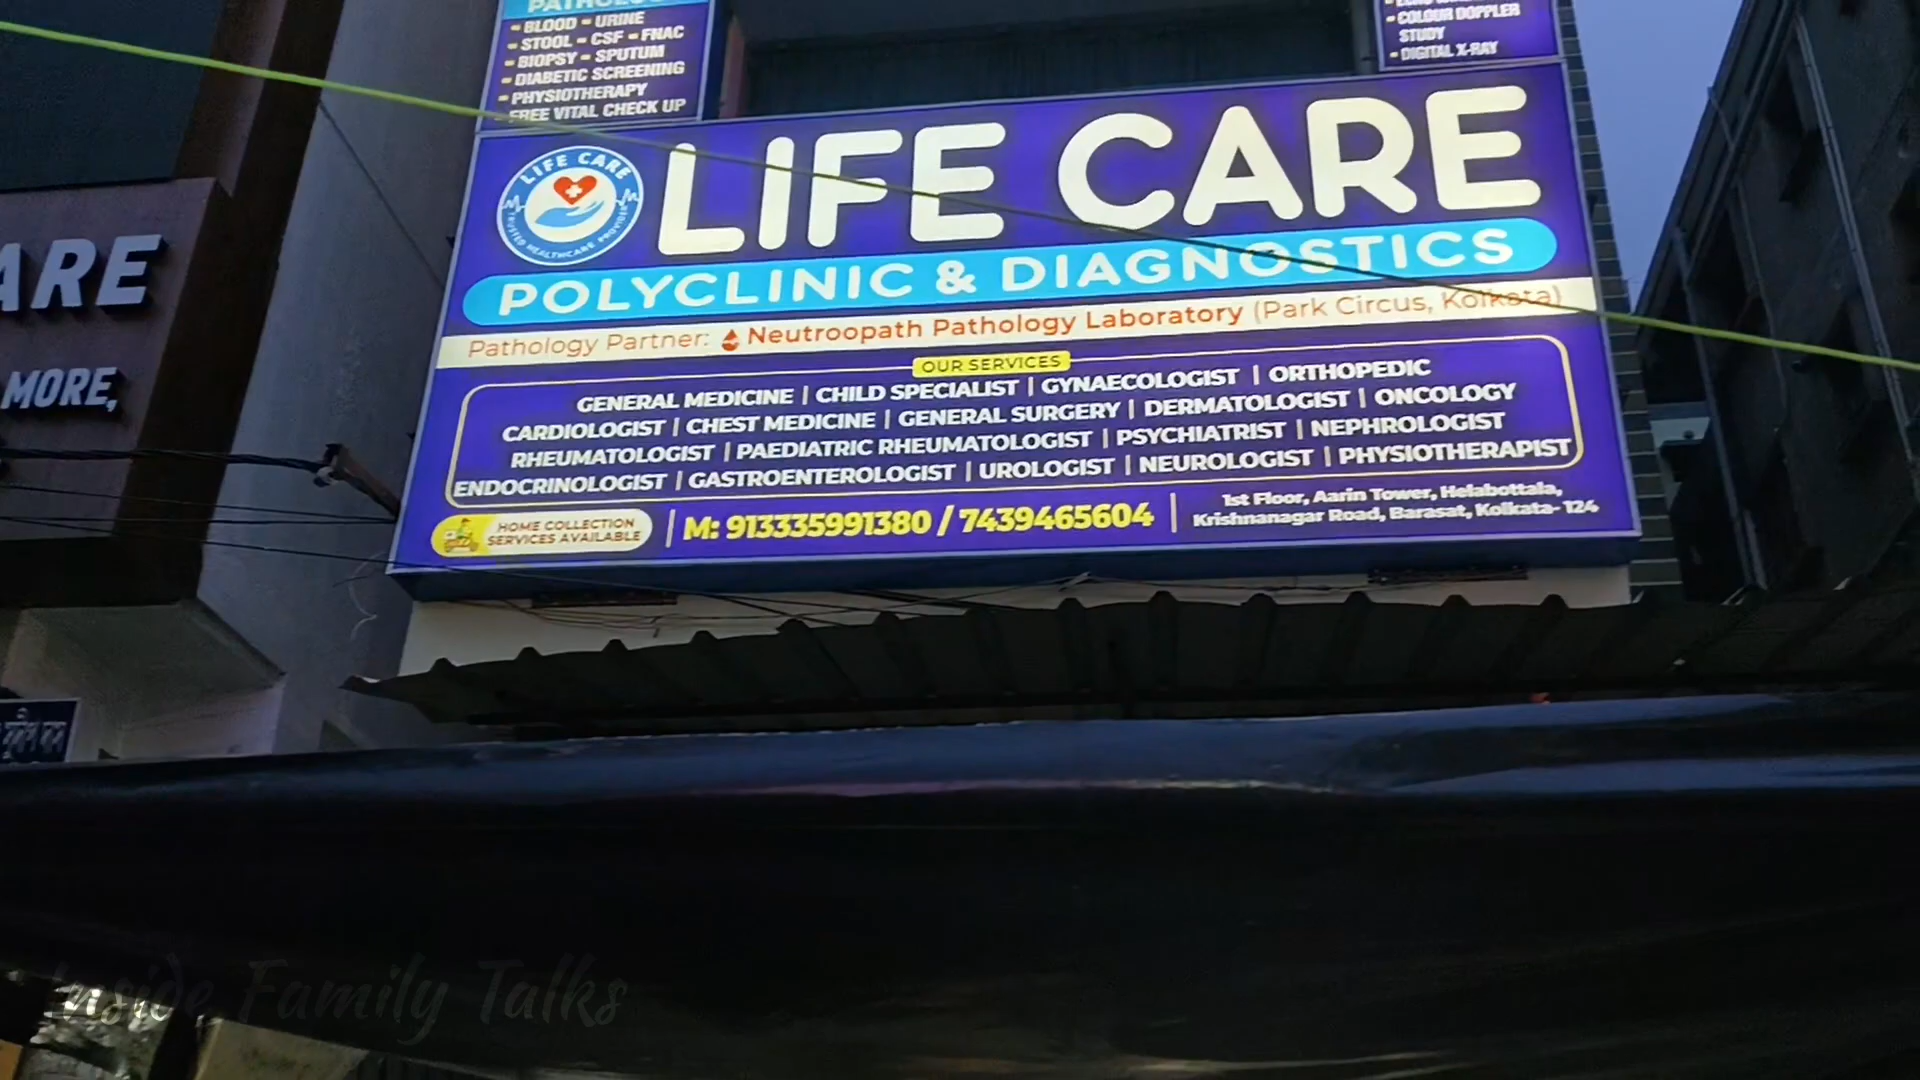 PATHOLOGY
- BLOOD - URINE
- STOOL - CSF - FNAC
- BIOPSY - SPUTUM
- DIABETIC SCREENING
- PHYSIOTHERAPY
- FREE VITAL CHECK UP
- COLOUR DOPPLER
STUDY
- DIGITAL X-RAY
LIFE CARE
TRUSTED HEALTHCARE PROVIDER
LIFE CARE
POLYCLINIC & DIAGNOSTICS
Pathology Partner: Neutroopath Pathology Laboratory (Park Circus, Kolkata)
OUR SERVICES
GENERAL MEDICINE | CHILD SPECIALIST | GYNAECOLOGIST | ORTHOPEDIC
CARDIOLOGIST | CHEST MEDICINE | GENERAL SURGERY | DERMATOLOGIST | ONCOLOGY
RHEUMATOLOGIST | PAEDIATRIC RHEUMATOLOGIST | PSYCHIATRIST | NEPHROLOGIST
ENDOCRINOLOGIST | GASTROENTEROLOGIST | UROLOGIST | NEUROLOGIST | PHYSIOTHERAPIST
HOME COLLECTION
SERVICES AVAILABLE
M: 913335991380 / 7439465604
1st Floor, Aarin Tower, Helabottala,
Krishnanagar Road, Barasat, Kolkata- 124
ARE
MORE,
Inside Family Talks